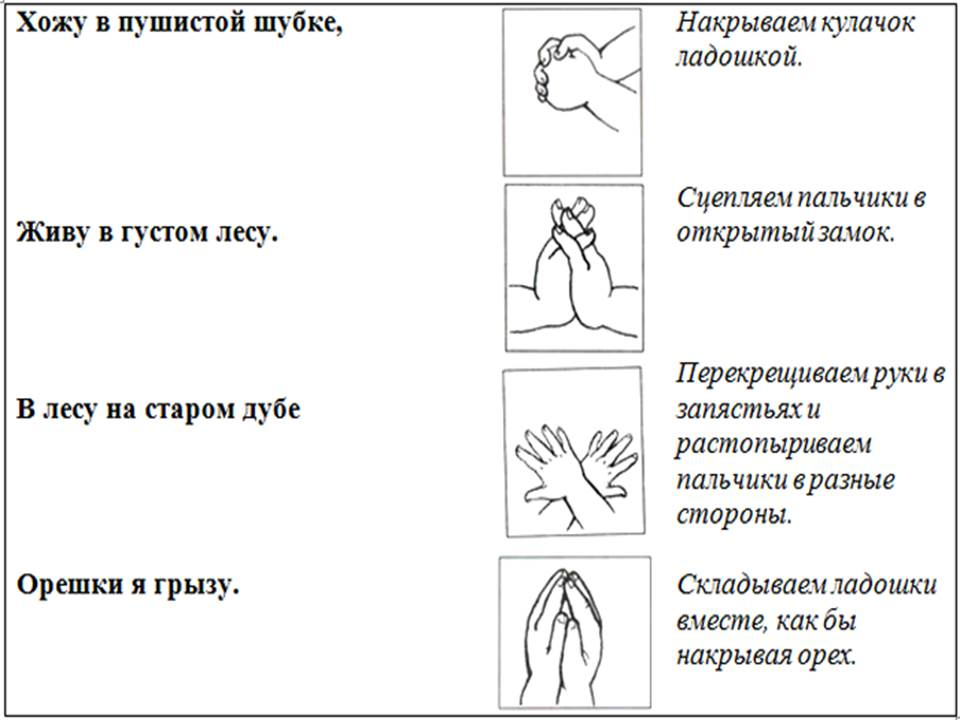 Хожу в пушистой шубке,
Накрываем кулачок
ладошкой.
Живу в густом лесу.
Сцепляем пальчики в
открытый замок.
В лесу на старом дубе
Перекрещиваем руки в
запястьях и
растопыриваем
пальчики в разные
стороны.
Орешки я грызу.
Складываем ладошки
вместе, как бы
накрывая орех.